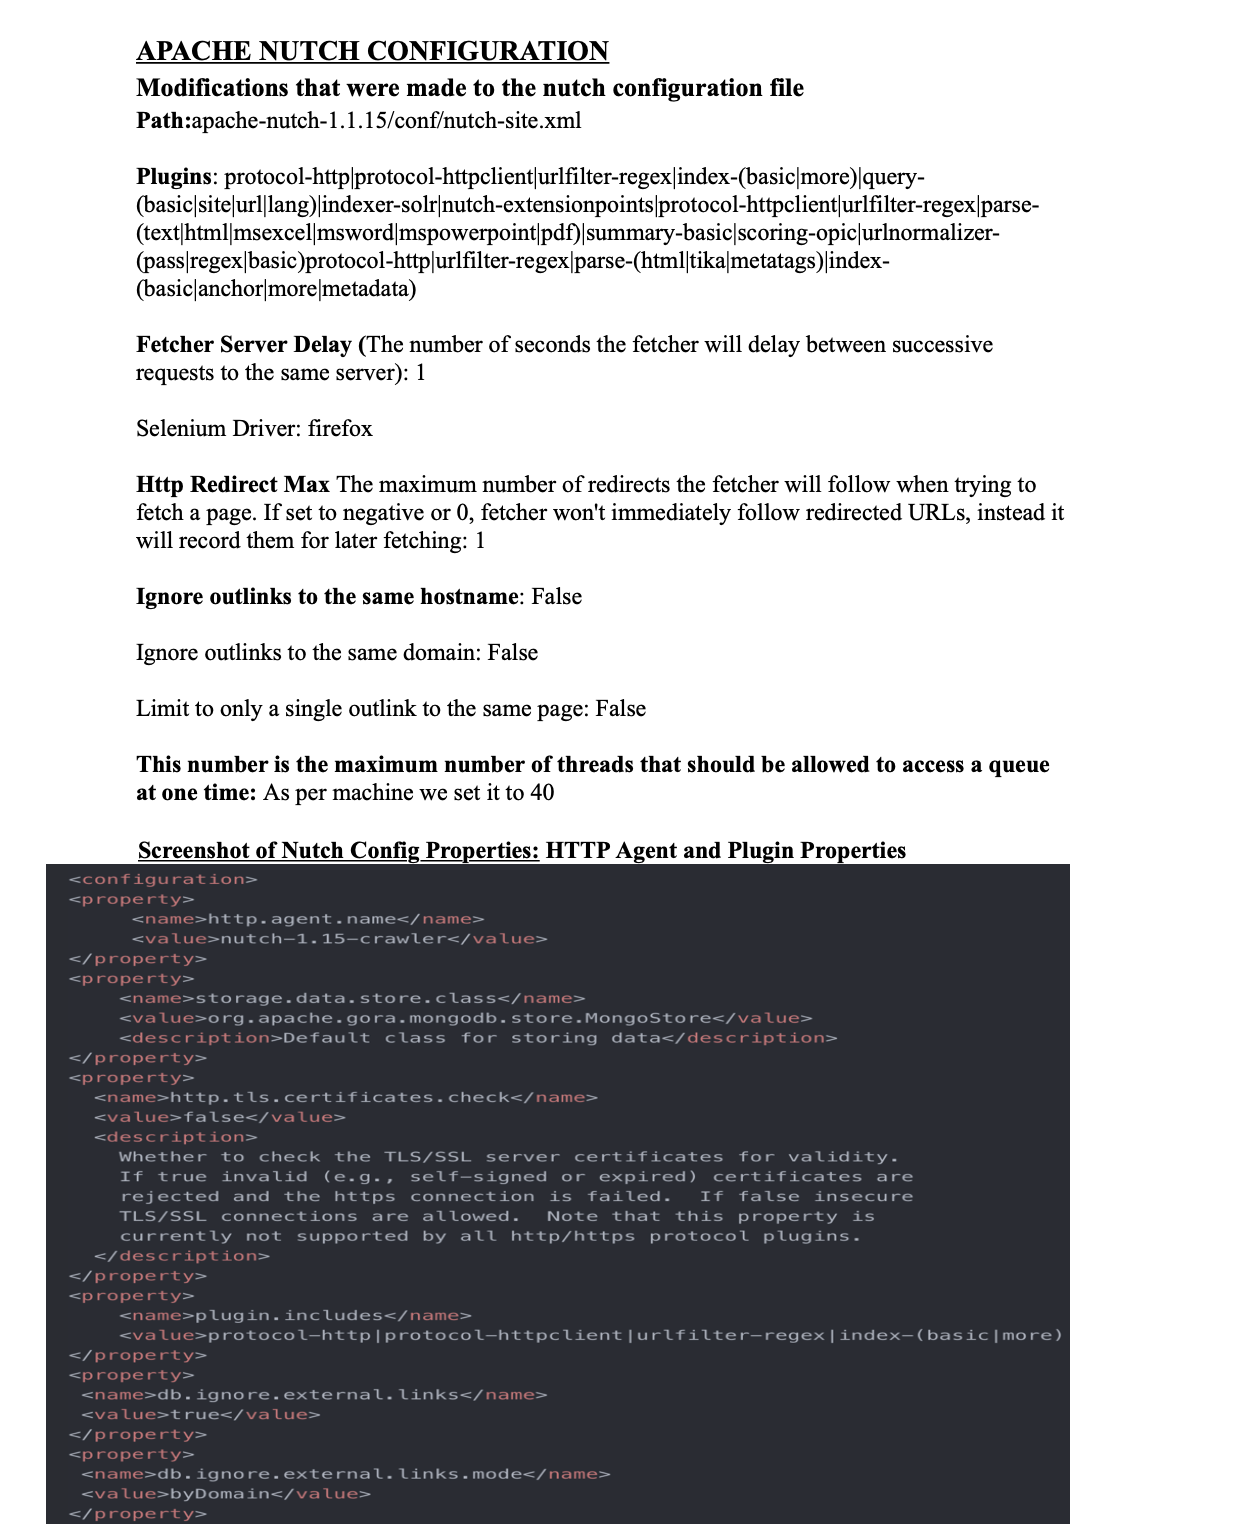 APACHE NUTCH CONFIGURATION
Modifications that were made to the nutch configuration file
Path:apache-nutch-1.1.15/conf/nutch-site.xml
Plugins: protocol-http|protocol-httpclient|urlfilter-regex|index-(basic|more)|query-
(basic|site|url|lang)|indexer-solr|nutch-extensionpoints|protocol-httpclient|urlfilter-regex|parse-
(text|html|msexcel|msword|mspowerpoint|pdf)|summary-basic|scoring-opic|urlnormalizer-
(pass|regex|basic)protocol-http|urlfilter-regex|parse-(html|tika|metatags)|index-
(basic|anchor|more|metadata)
Fetcher Server Delay (The number of seconds the fetcher will delay between successive
requests to the same server): 1
Selenium Driver: firefox
Http Redirect Max The maximum number of redirects the fetcher will follow when trying to
fetch a page. If set to negative or 0, fetcher won't immediately follow redirected URLs, instead it
will record them for later fetching: 1
Ignore outlinks to the same hostname: False
Ignore outlinks to the same domain: False
Limit to only a single outlink to the same page: False
This number is the maximum number of threads that should be allowed to access a queue
at one time: As per machine we set it to 40
Screenshot of Nutch Config Properties: HTTP Agent and Plugin Properties
<configuration>
<property>
<name>http.agent.name</name>
<value>nutch-1.15-crawler</value>
</property>
<property>
<name>storage.data.store.class</name>
<value>org.apache.gora.mongodb.store.MongoStore</value>
<description>Default class for storing data</description>
</property>
<property>
<name>http.tls.certificates.check</name>
<value>false</value>
<description>
Whether to check the TLS/SSL server certificates for validity.
If true invalid (e.g., self-signed or expired) certificates are
rejected and the https connection is failed. If false insecure
TLS/SSL connections are allowed. Note that this property is
currently not supported by all http/https protocol plugins.
</description>
</property>
<property>
<name>plugin.includes</name>
<value>protocol-http|protocol-httpclient|urlfilter-regex|index-(basic|more)
</property>
<property>
<name>db.ignore.external.links</name>
<value>true</value>
</property>
<property>
<name>db.ignore.external.links.mode</name>
<value>byDomain</value>
</property>